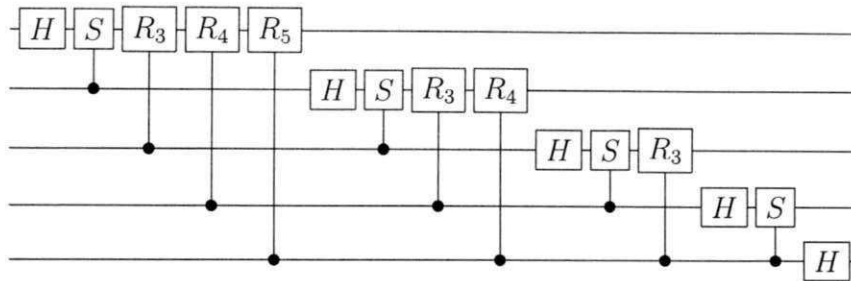 H S R₃ R₄ R₅
H S R₃ R₄
H S R₃
H S
H